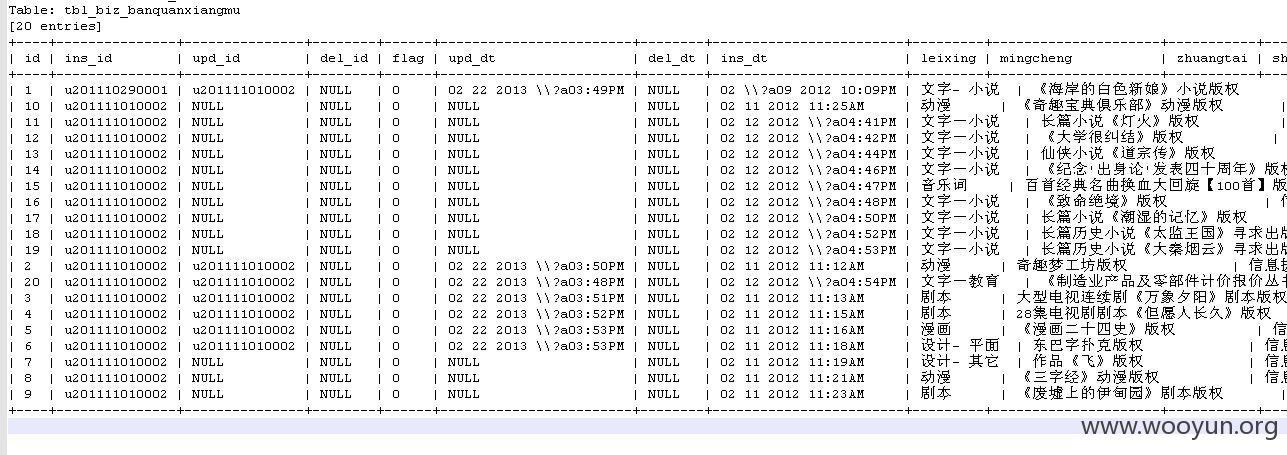 Table: tbl_biz_banquanxiangmu
[20 entries]
| id | ins_id | upd_id | del_id | flag | upd_dt | del_dt | ins_dt | leixing | mingcheng | zhuangtai | sh
| 1 | u201110290001 | u201111010002 | NULL | 0 | 02 22 2013 \\?a03:49PM | NULL | 02 \\?a09 2012 10:09PM | 文字- 小说 | 《海岸的白色新娘》小说版权
| 10 | u201111010002 | NULL | NULL | 0 | NULL | NULL | 02 11 2012 11:25AM | 动漫 | 《奇趣宝典俱乐部》动漫版权 |
| 11 | u201111010002 | NULL | NULL | 0 | NULL | NULL | 02 12 2012 \\?a04:41PM | 文字—小说 | 长篇小说《灯火》版权 |
| 12 | u201111010002 | NULL | NULL | 0 | NULL | NULL | 02 12 2012 \\?a04:42PM | 文字—小说 | 《大学很纠结》版权 |
| 13 | u201111010002 | NULL | NULL | 0 | NULL | NULL | 02 12 2012 \\?a04:44PM | 文字—小说 | 仙侠小说《道宗传》版权
| 14 | u201111010002 | NULL | NULL | 0 | NULL | NULL | 02 12 2012 \\?a04:46PM | 文字—小说 | 《纪念'出身论'发表四十周年》版权
| 15 | u201111010002 | NULL | NULL | 0 | NULL | NULL | 02 12 2012 \\?a04:47PM | 音乐词 | 百首经典名曲换血大回旋【100首】版
| 16 | u201111010002 | NULL | NULL | 0 | NULL | NULL | 02 12 2012 \\?a04:48PM | 文字—小说 | 《致命绝境》版权 | 信
| 17 | u201111010002 | NULL | NULL | 0 | NULL | NULL | 02 12 2012 \\?a04:50PM | 文字—小说 | 长篇小说《潮湿的记忆》版权
| 18 | u201111010002 | NULL | NULL | 0 | NULL | NULL | 02 12 2012 \\?a04:52PM | 文字—小说 | 长篇历史小说《太监王国》寻求出版
| 19 | u201111010002 | NULL | NULL | 0 | NULL | NULL | 02 12 2012 \\?a04:53PM | 文字—小说 | 长篇历史小说《大秦烟云》寻求出版
| 2 | u201111010002 | u201111010002 | NULL | 0 | 02 22 2013 \\?a03:50PM | NULL | 02 11 2012 11:12AM | 动漫 | 奇趣梦工坊版权 | 信息
| 20 | u201111010002 | u201111010002 | NULL | 0 | 02 22 2013 \\?a03:48PM | NULL | 02 12 2012 \\?a04:54PM | 文字—教育 | 《制造业产品及零部件计价报价丛书
| 3 | u201111010002 | u201111010002 | NULL | 0 | 02 22 2013 \\?a03:51PM | NULL | 02 11 2012 11:13AM | 剧本 | 大型电视连续剧《万象夕阳》剧本版权
| 4 | u201111010002 | u201111010002 | NULL | 0 | 02 22 2013 \\?a03:52PM | NULL | 02 11 2012 11:15AM | 剧本 | 28集电视剧剧本《但愿人长久》版权
| 5 | u201111010002 | u201111010002 | NULL | 0 | 02 22 2013 \\?a03:53PM | NULL | 02 11 2012 11:16AM | 漫画 | 《漫画二十四史》版权 | 信息
| 6 | u201111010002 | u201111010002 | NULL | 0 | 02 22 2013 \\?a03:53PM | NULL | 02 11 2012 11:18AM | 设计- 平面 | 东巴字扑克版权 | 信息
| 7 | u201111010002 | NULL | NULL | 0 | NULL | NULL | 02 11 2012 11:19AM | 设计- 其它 | 作品《飞》版权 | 信息
| 8 | u201111010002 | NULL | NULL | 0 | NULL | NULL | 02 11 2012 11:21AM | 动漫 | 《三字经》动漫版权 | 信
| 9 | u201111010002 | NULL | NULL | 0 | NULL | NULL | 02 11 2012 11:23AM | 剧本 | 《废墟上的伊甸园》剧本版权 |
www.wooyun.org